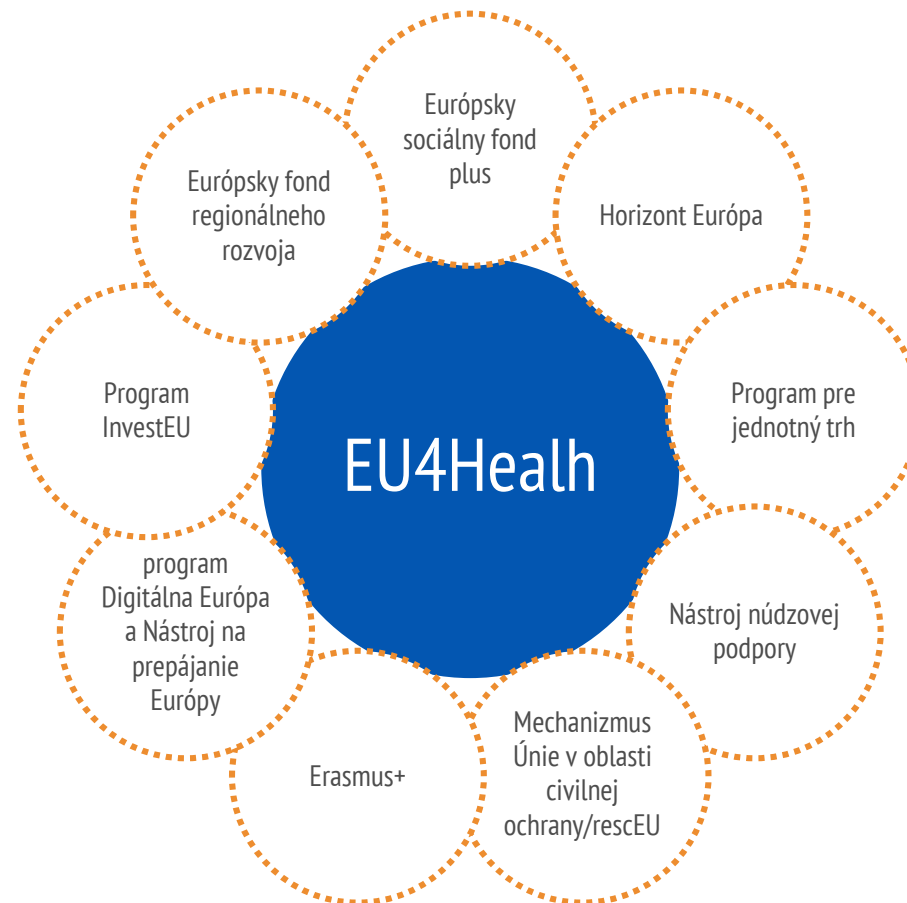 Európsky
sociálny fond
plus
Horizont Európa
Program pre
jednotný trh
Nástroj núdzovej
podpory
Mechanizmus
Únie v oblasti
civilnej
ochrany/rescEU
Erasmus+
program
Digitálna Európa
a Nástroj na
prepájanie
Európy
Program
InvestEU
Európsky fond
regionálneho
rozvoja
EU4Healh